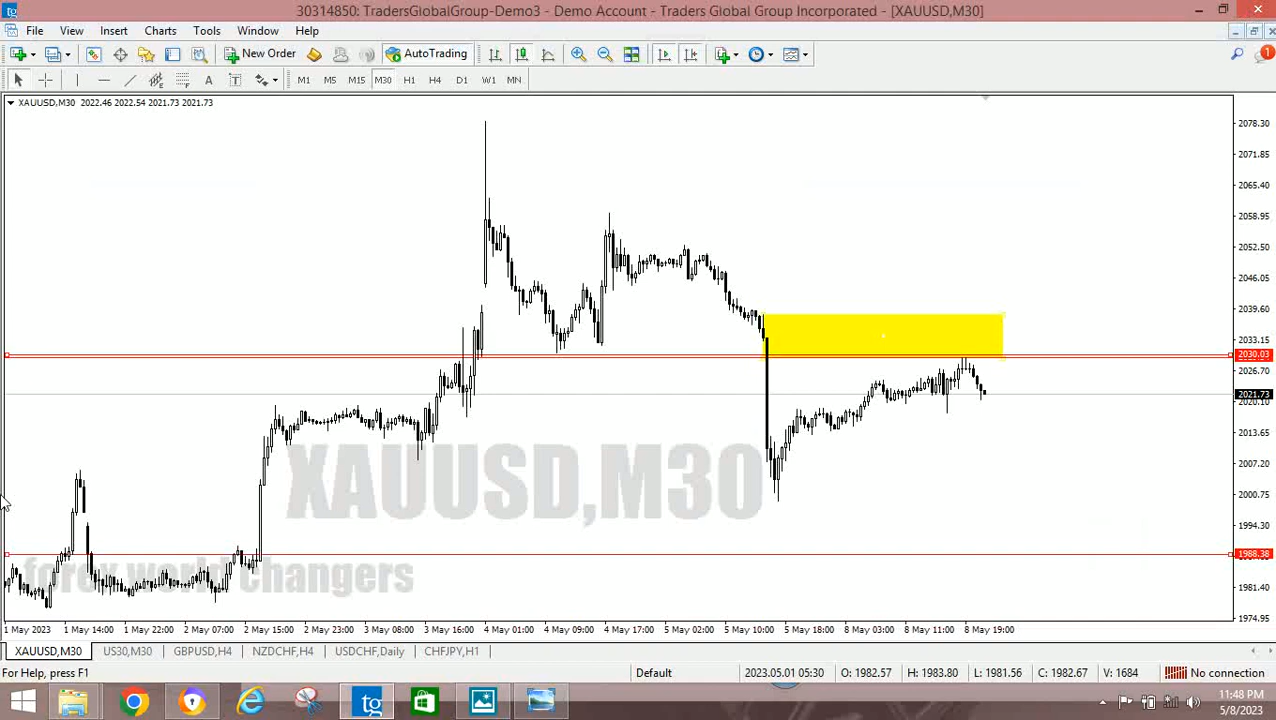 30314850: TradersGlobalGroup-Demo3 - Demo Account - Traders Global Group Incorporated - [XAUUSD,M30]
File View Insert Charts Tools Window Help
New Order AutoTrading
M1 M5 M15 M30 H1 H4 D1 W1 MN
XAUUSD,M30 2022.46 2022.54 2021.73 2021.73
2078.30
2071.85
2065.40
2058.95
2052.50
2046.05
2039.60
2033.15
2030.03
2026.70
2021.73
2020.10
2013.65
2007.20
2000.75
1994.30
1988.38
1981.40
1974.95
XAUUSD,M30
forex world changers
1 May 2023 1 May 14:00 1 May 22:00 2 May 07:00 2 May 15:00 2 May 23:00 3 May 08:00 3 May 16:00 4 May 01:00 4 May 09:00 4 May 17:00 5 May 02:00 5 May 10:00 5 May 18:00 8 May 03:00 8 May 11:00 8 May 19:00
XAUUSD,M30 US30,M30 GBPUSD,H4 NZDCHF,H4 USDCHF,Daily CHFJPY,H1
For Help, press F1 Default 2023.05.01 05:30 O: 1982.57 H: 1983.80 L: 1981.56 C: 1982.67 V: 1684 No connection
tg
11:48 PM
5/8/2023